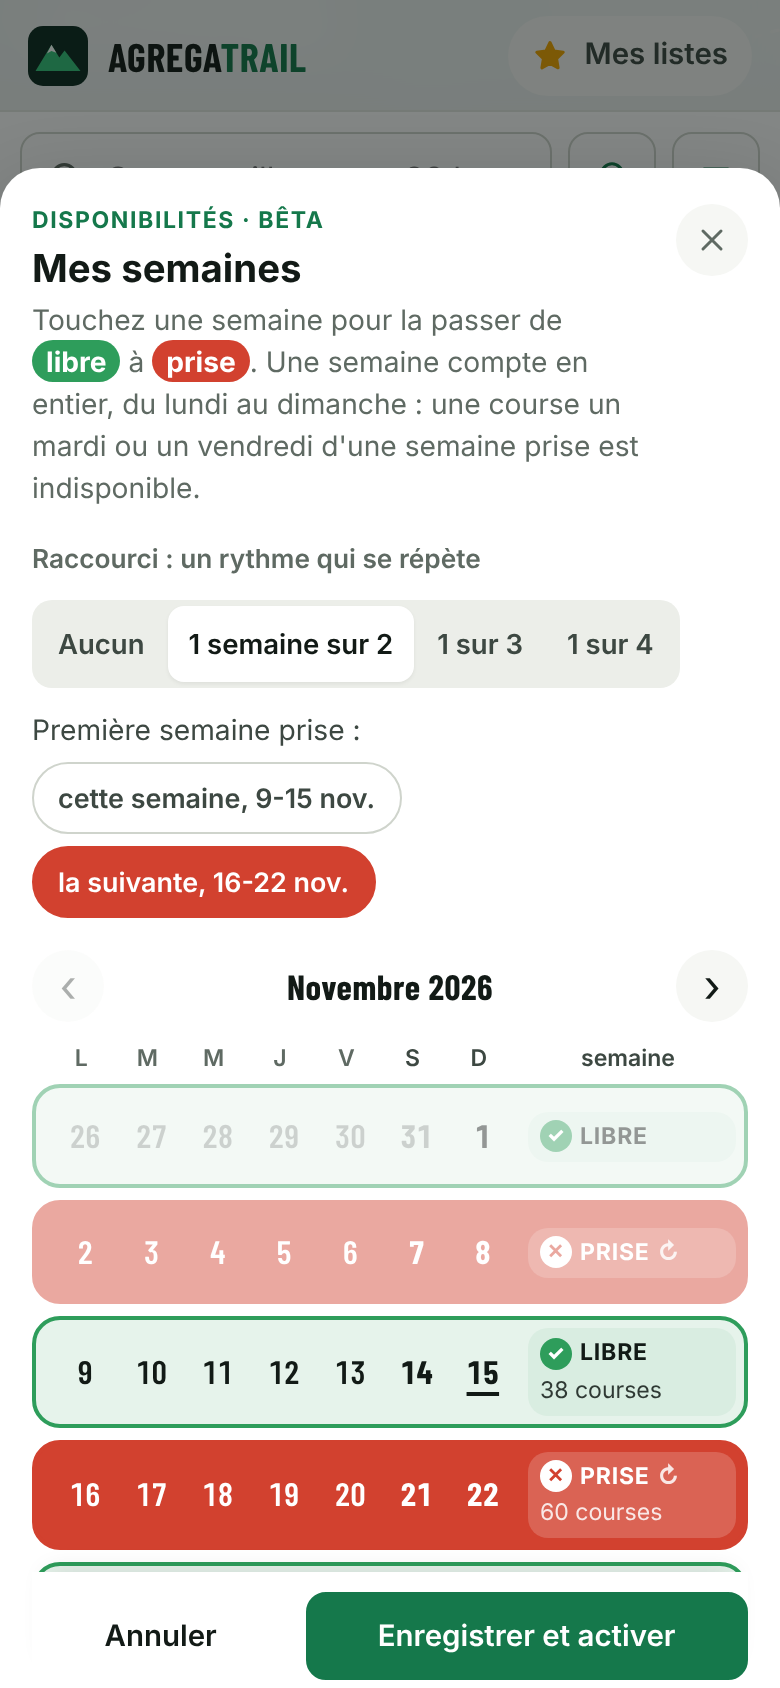 AGREGATRAIL
Mes listes
DISPONIBILITÉS · BÊTA
Mes semaines
Touchez une semaine pour la passer de
libre à prise. Une semaine compte en
entier, du lundi au dimanche : une course un
mardi ou un vendredi d'une semaine prise est
indisponible.
Raccourci : un rythme qui se répète
Aucun 1 semaine sur 2 1 sur 3 1 sur 4
Première semaine prise :
cette semaine, 9-15 nov.
la suivante, 16-22 nov.
‹ Novembre 2026 ›
L M M J V S D semaine
26 27 28 29 30 31 1 LIBRE
2 3 4 5 6 7 8 PRISE ↻
9 10 11 12 13 14 15 LIBRE
38 courses
16 17 18 19 20 21 22 PRISE ↻
60 courses
Annuler Enregistrer et activer